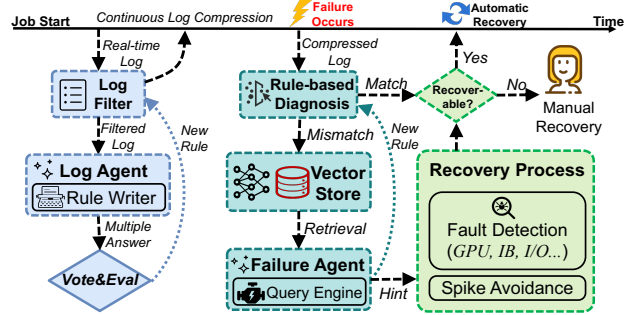 Job Start
Continuous Log Compression
Failure
Occurs
Automatic
Recovery
Time
Real-time
Log
Compressed
Log
Yes
Log
Filter
Rule-based
Diagnosis
Match
Recover-
able?
No
Manual
Recovery
Filtered
Log
New
Rule
Mismatch
New
Rule
Log Agent
Rule Writer
Vector
Store
Recovery Process
Fault Detection
(GPU, IB, I/O...)
Spike Avoidance
Multiple
Answer
Retrieval
Vote&Eval
Failure Agent
Query Engine
Hint